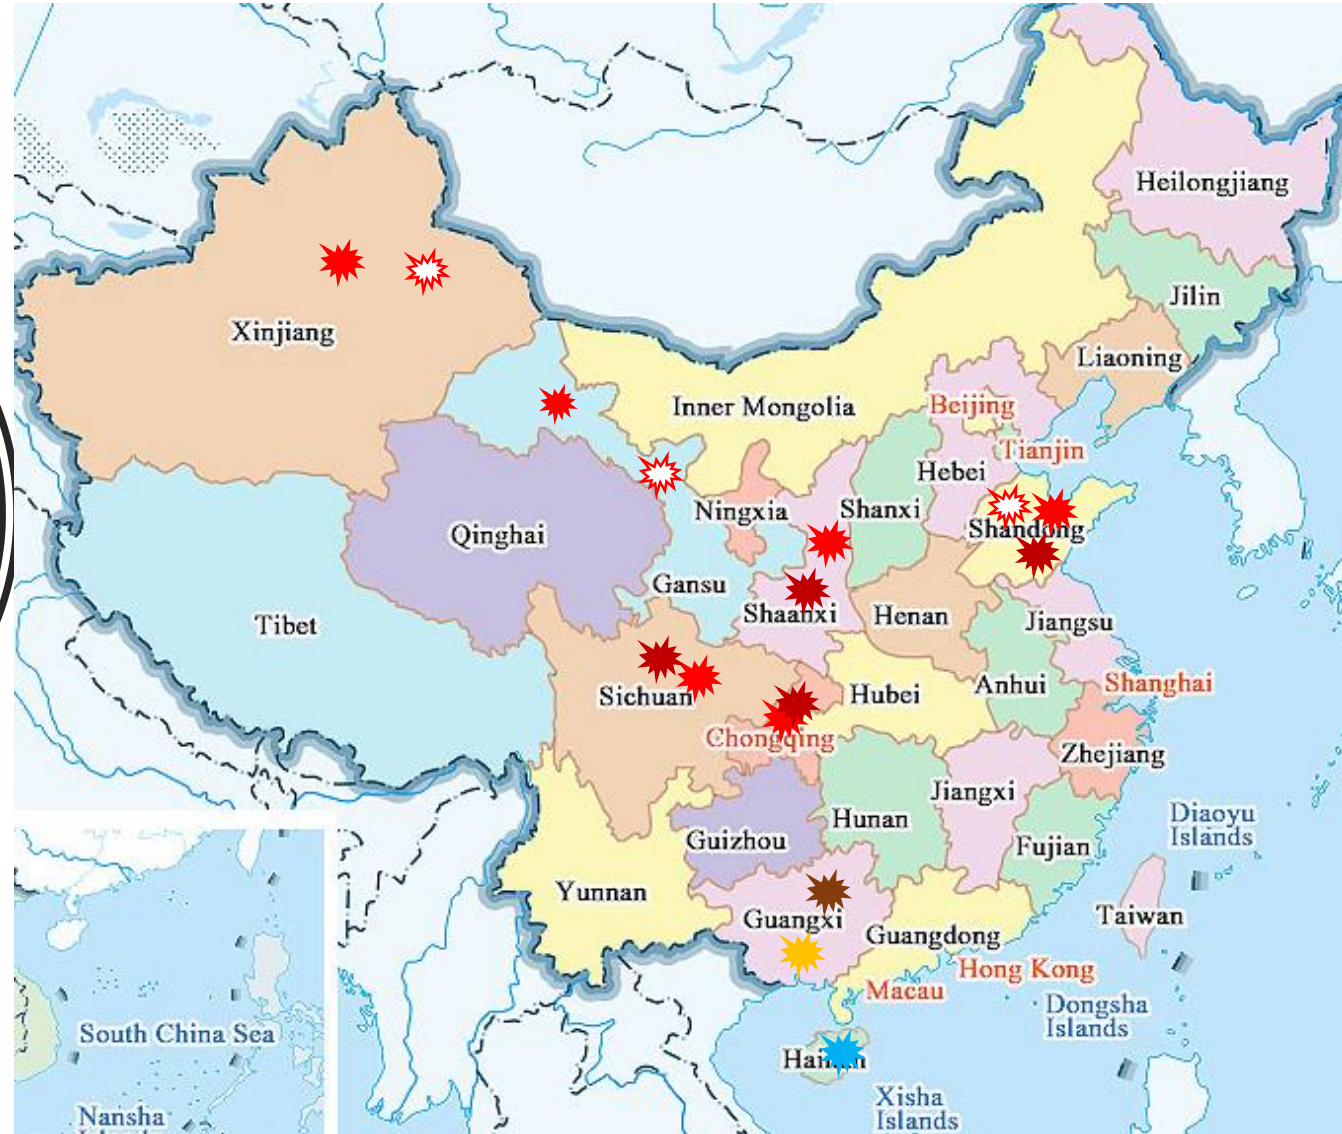 Heilongjiang
Jilin
Xinjiang
Liaoning
Inner Mongolia
Beijing
Tianjin
Hebei
Ningxia
Shanxi
Shandong
Qinghai
Gansu
Shaanxi
Henan
Jiangsu
Tibet
Sichuan
Hubei
Anhui
Shanghai
Chongqing
Zhejiang
Jiangxi
Diaoyu
Islands
Hunan
Guizhou
Fujian
Yunnan
Guangxi
Guangdong
Taiwan
Hong Kong
Macau
Dongsha
Islands
South China Sea
Hainan
Xisha
Islands
Nansha